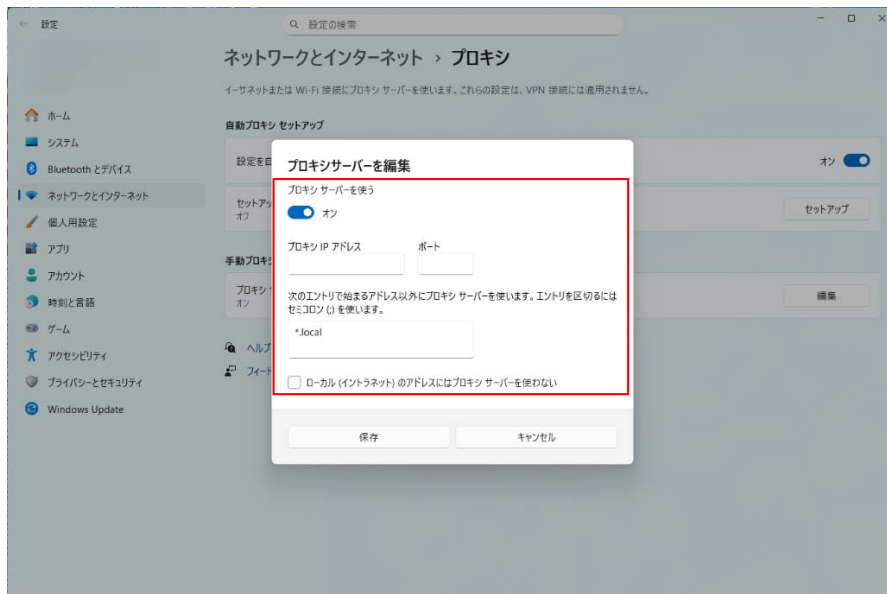 設定
設定の検索
ネットワークとインターネット › プロキシ
イーサネットまたは Wi-Fi 接続にプロキシ サーバーを使います。これらの設定は、VPN 接続には適用されません。
ホーム
システム
Bluetooth とデバイス
ネットワークとインターネット
個人用設定
アプリ
アカウント
時刻と言語
ゲーム
アクセシビリティ
プライバシーとセキュリティ
Windows Update
自動プロキシ セットアップ
設定を自
オン
セットアッ
オフ
セットアップ
手動プロキシ
プロキシ
オン
編集
ヘルプ
フィード
プロキシサーバーを編集
プロキシ サーバーを使う
オン
プロキシ IP アドレス ポート
次のエントリで始まるアドレス以外にプロキシ サーバーを使います。エントリを区切るには
セミコロン (;) を使います。
*.local
ローカル (イントラネット) のアドレスにはプロキシ サーバーを使わない
保存 キャンセル